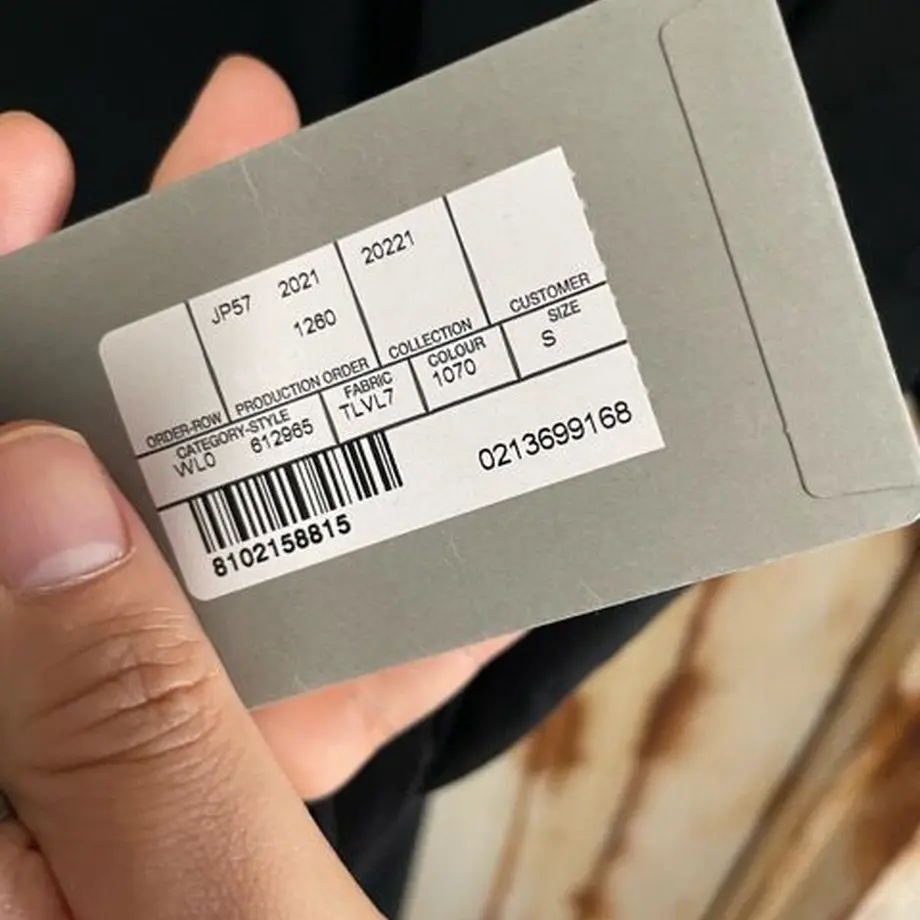 JP57 2021 20221
1260
ORDER-ROW PRODUCTION ORDER COLLECTION CUSTOMER
CATEGORY-STYLE FABRIC COLOUR SIZE
WL0 612965 TLVL7 1070 S
8102158815 0213699168